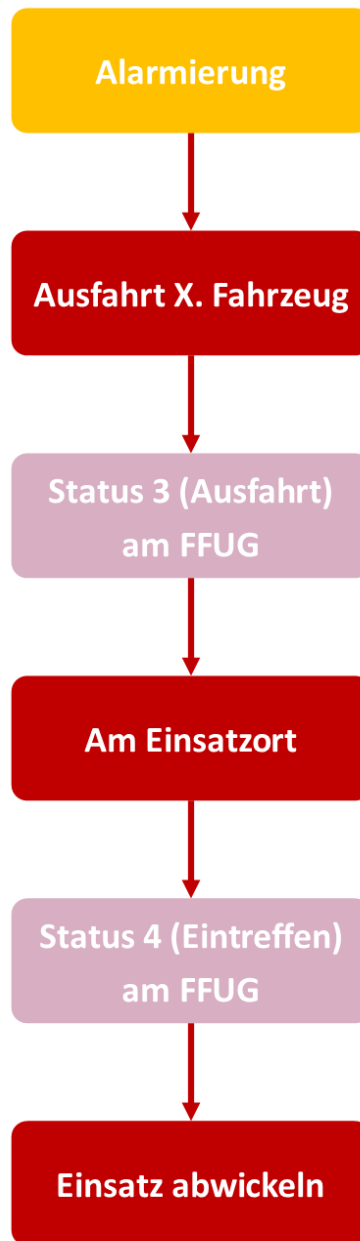 Alarmierung
Ausfahrt X. Fahrzeug
Status 3 (Ausfahrt)
am FFUG
Am Einsatzort
Status 4 (Eintreffen)
am FFUG
Einsatz abwickeln